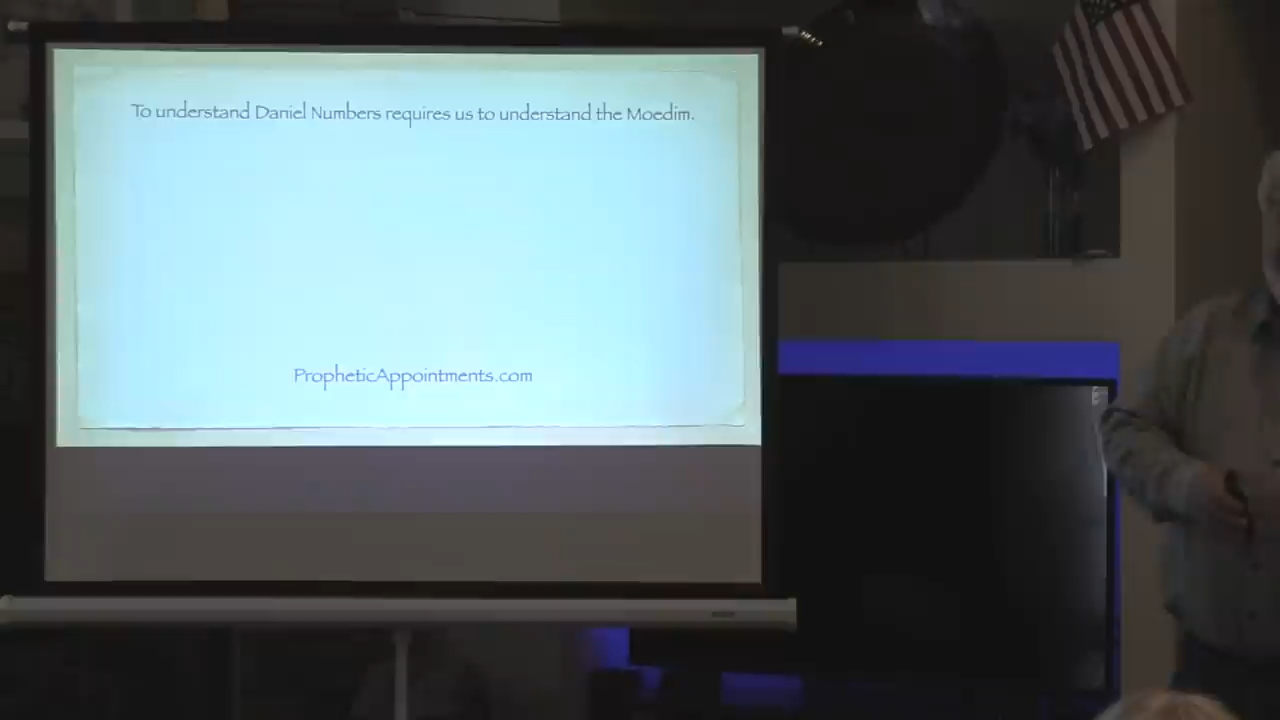 To understand Daniel Numbers requires us to understand the Moedim.
PropheticAppointments.com